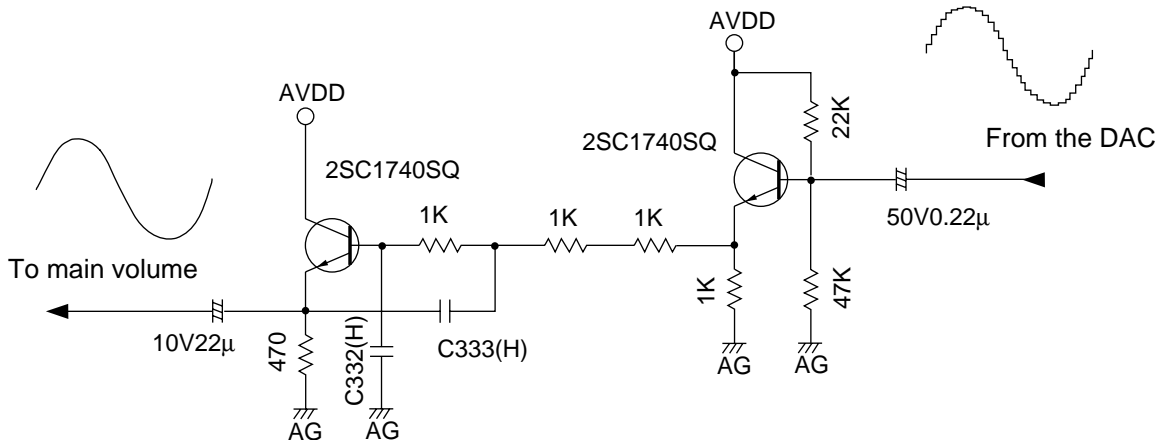 AVDD
AVDD
22K
From the DAC
2SC1740SQ
2SC1740SQ
50V0.22μ
1K
1K
1K
To main volume
1K
47K
10V22μ
470
C332(H)
C333(H)
AG
AG
AG
AG